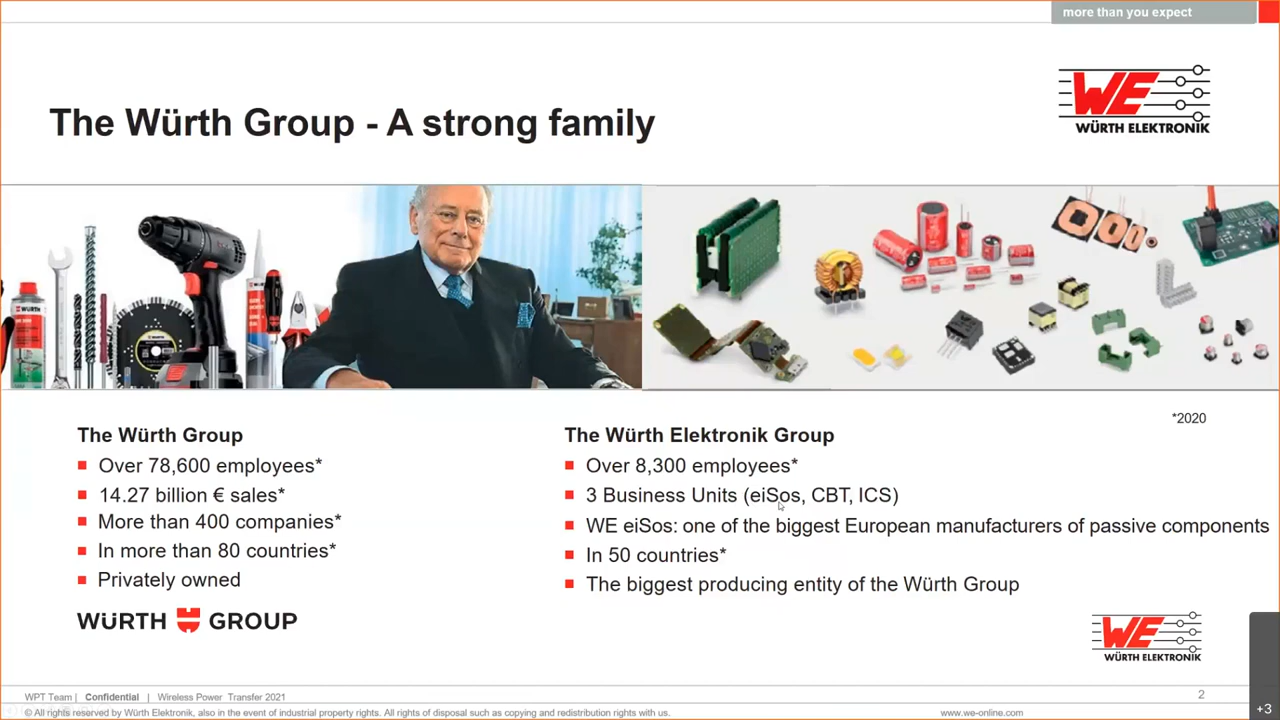 more than you expect
WE
WÜRTH ELEKTRONIK
The Würth Group - A strong family
WÜRTH
*2020
The Würth Group
Over 78,600 employees*
14.27 billion € sales*
More than 400 companies*
In more than 80 countries*
Privately owned
WÜRTH GROUP
The Würth Elektronik Group
Over 8,300 employees*
3 Business Units (eiSos, CBT, ICS)
WE eiSos: one of the biggest European manufacturers of passive components
In 50 countries*
The biggest producing entity of the Würth Group
WE
WÜRTH ELEKTRONIK
WPT Team | Confidential | Wireless Power Transfer 2021
2
© All rights reserved by Würth Elektronik, also in the event of industrial property rights. All rights of disposal such as copying and redistribution rights with us.
www.we-online.com
+3